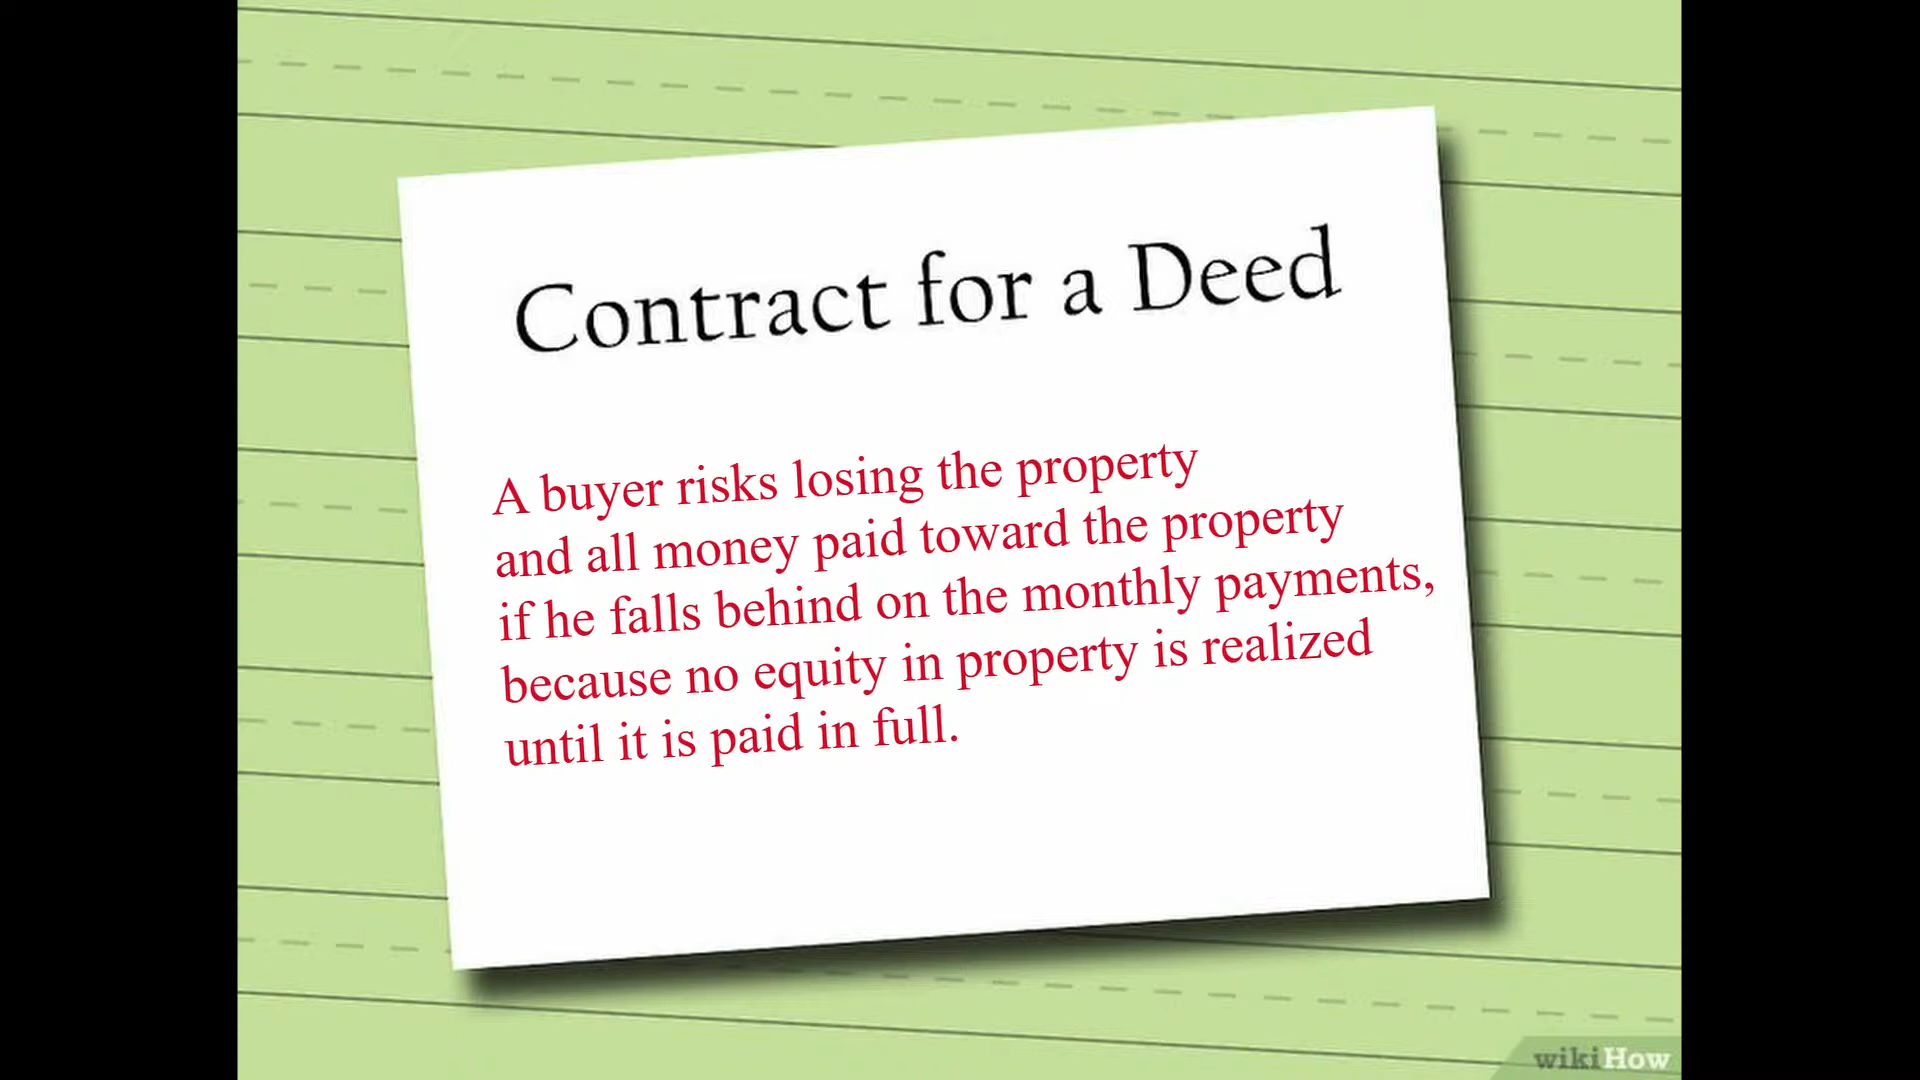 Contract for a Deed
A buyer risks losing the property
and all money paid toward the property
if he falls behind on the monthly payments,
because no equity in property is realized
until it is paid in full.
wikiHow